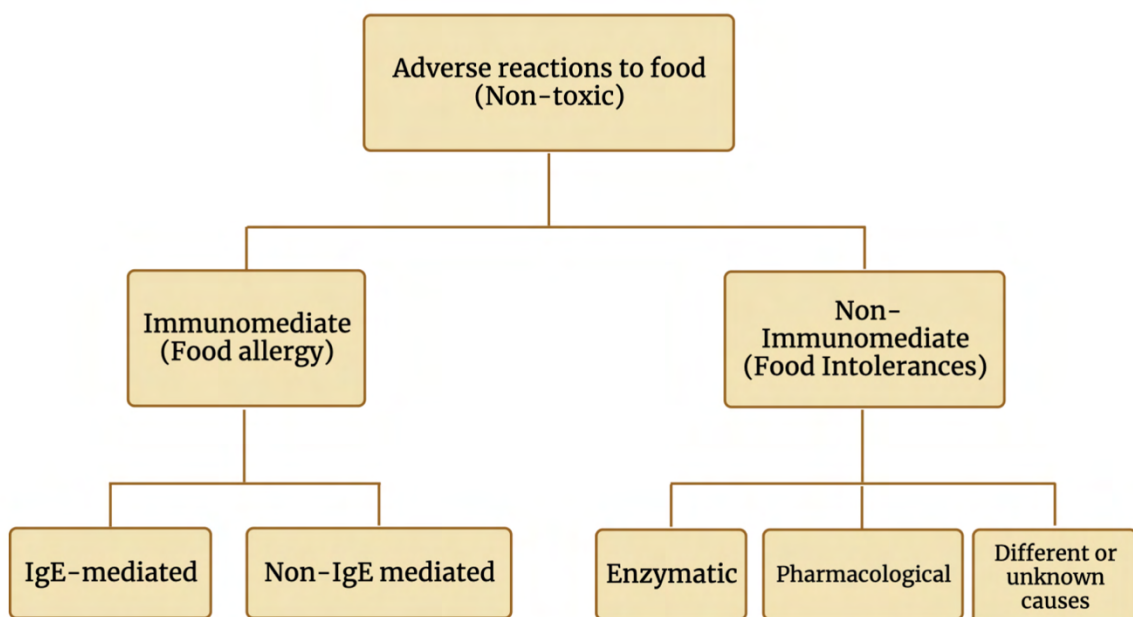 Adverse reactions to food
(Non-toxic)
Immunomediate
(Food allergy)
Non-
Immunomediate
(Food Intolerances)
IgE-mediated
Non-IgE mediated
Enzymatic
Pharmacological
Different or
unknown
causes